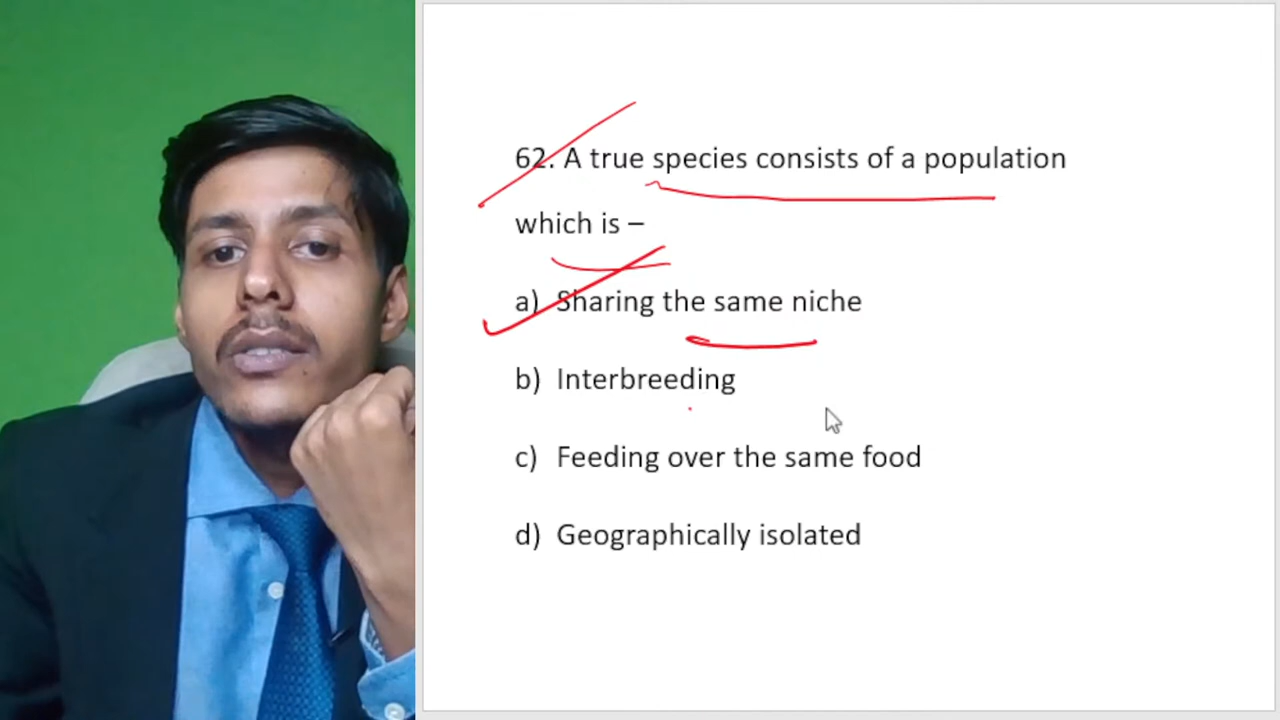 62. A true species consists of a population
which is –
a) Sharing the same niche
b) Interbreeding
c) Feeding over the same food
d) Geographically isolated